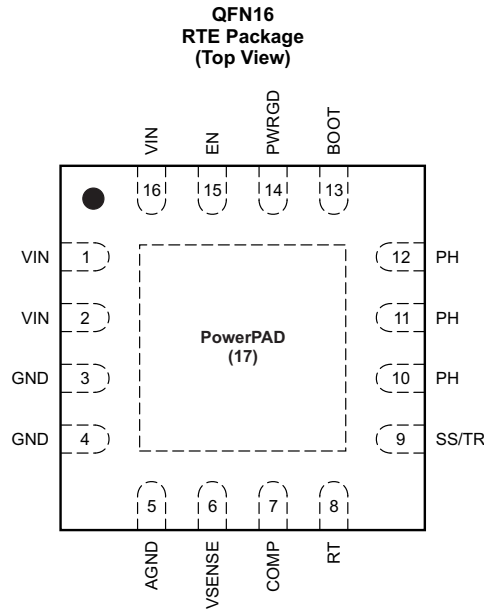 QFN16
RTE Package
(Top View)
VIN
EN
PWRGD
BOOT
16
15
14
13
VIN 1
12 PH
VIN 2
11 PH
GND 3
10 PH
GND 4
9 SS/TR
PowerPAD
(17)
5
6
7
8
AGND
VSENSE
COMP
RT